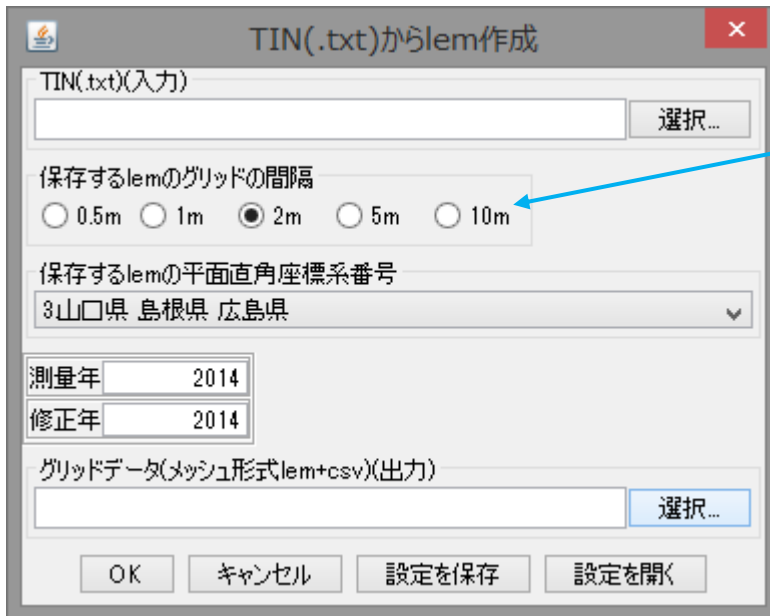 TIN(.txt)からlem作成
TIN(.txt)(入力)
選択...
保存するlemのグリッドの間隔
0.5m 1m 2m 5m 10m
保存するlemの平面直角座標系番号
3山口県 島根県 広島県
測量年 2014
修正年 2014
グリッドデータ(メッシュ形式lem+csv)(出力)
選択...
OK キャンセル 設定を保存 設定を開く